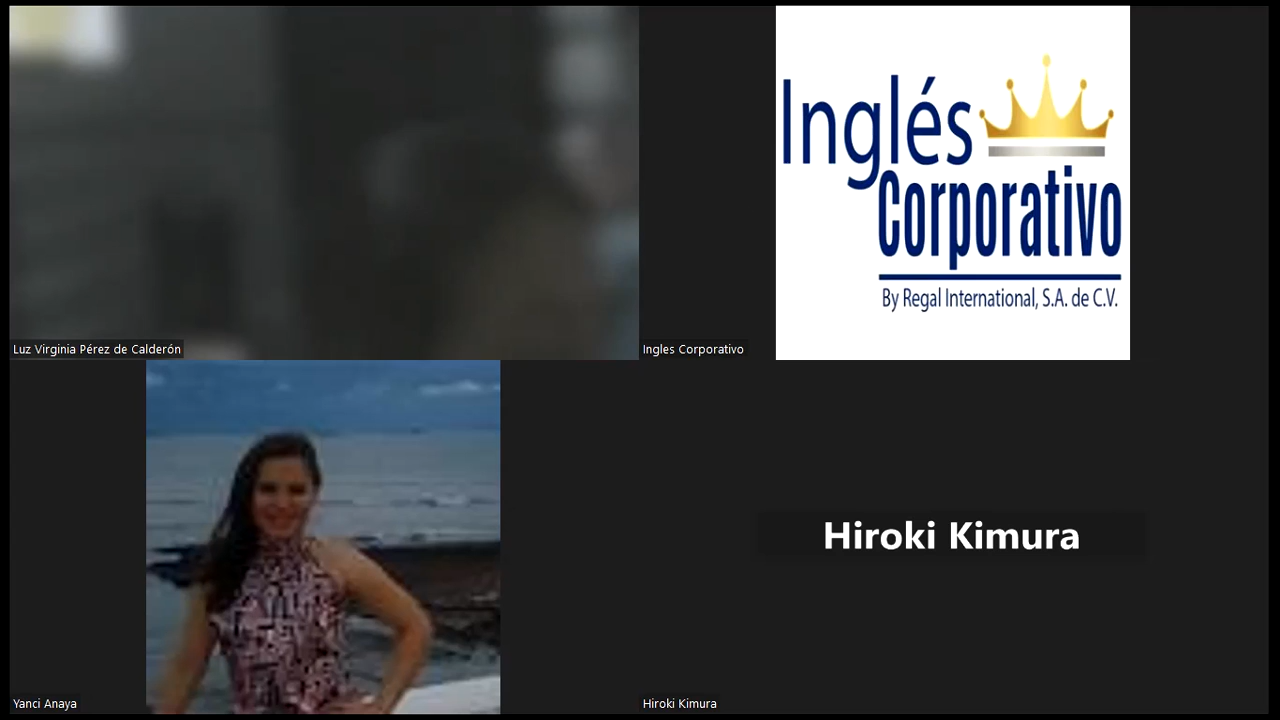 Inglés
Corporativo
By Regal International, S.A. de C.V.
Luz Virginia Pérez de Calderón
Ingles Corporativo
Hiroki Kimura
Yanci Anaya
Hiroki Kimura